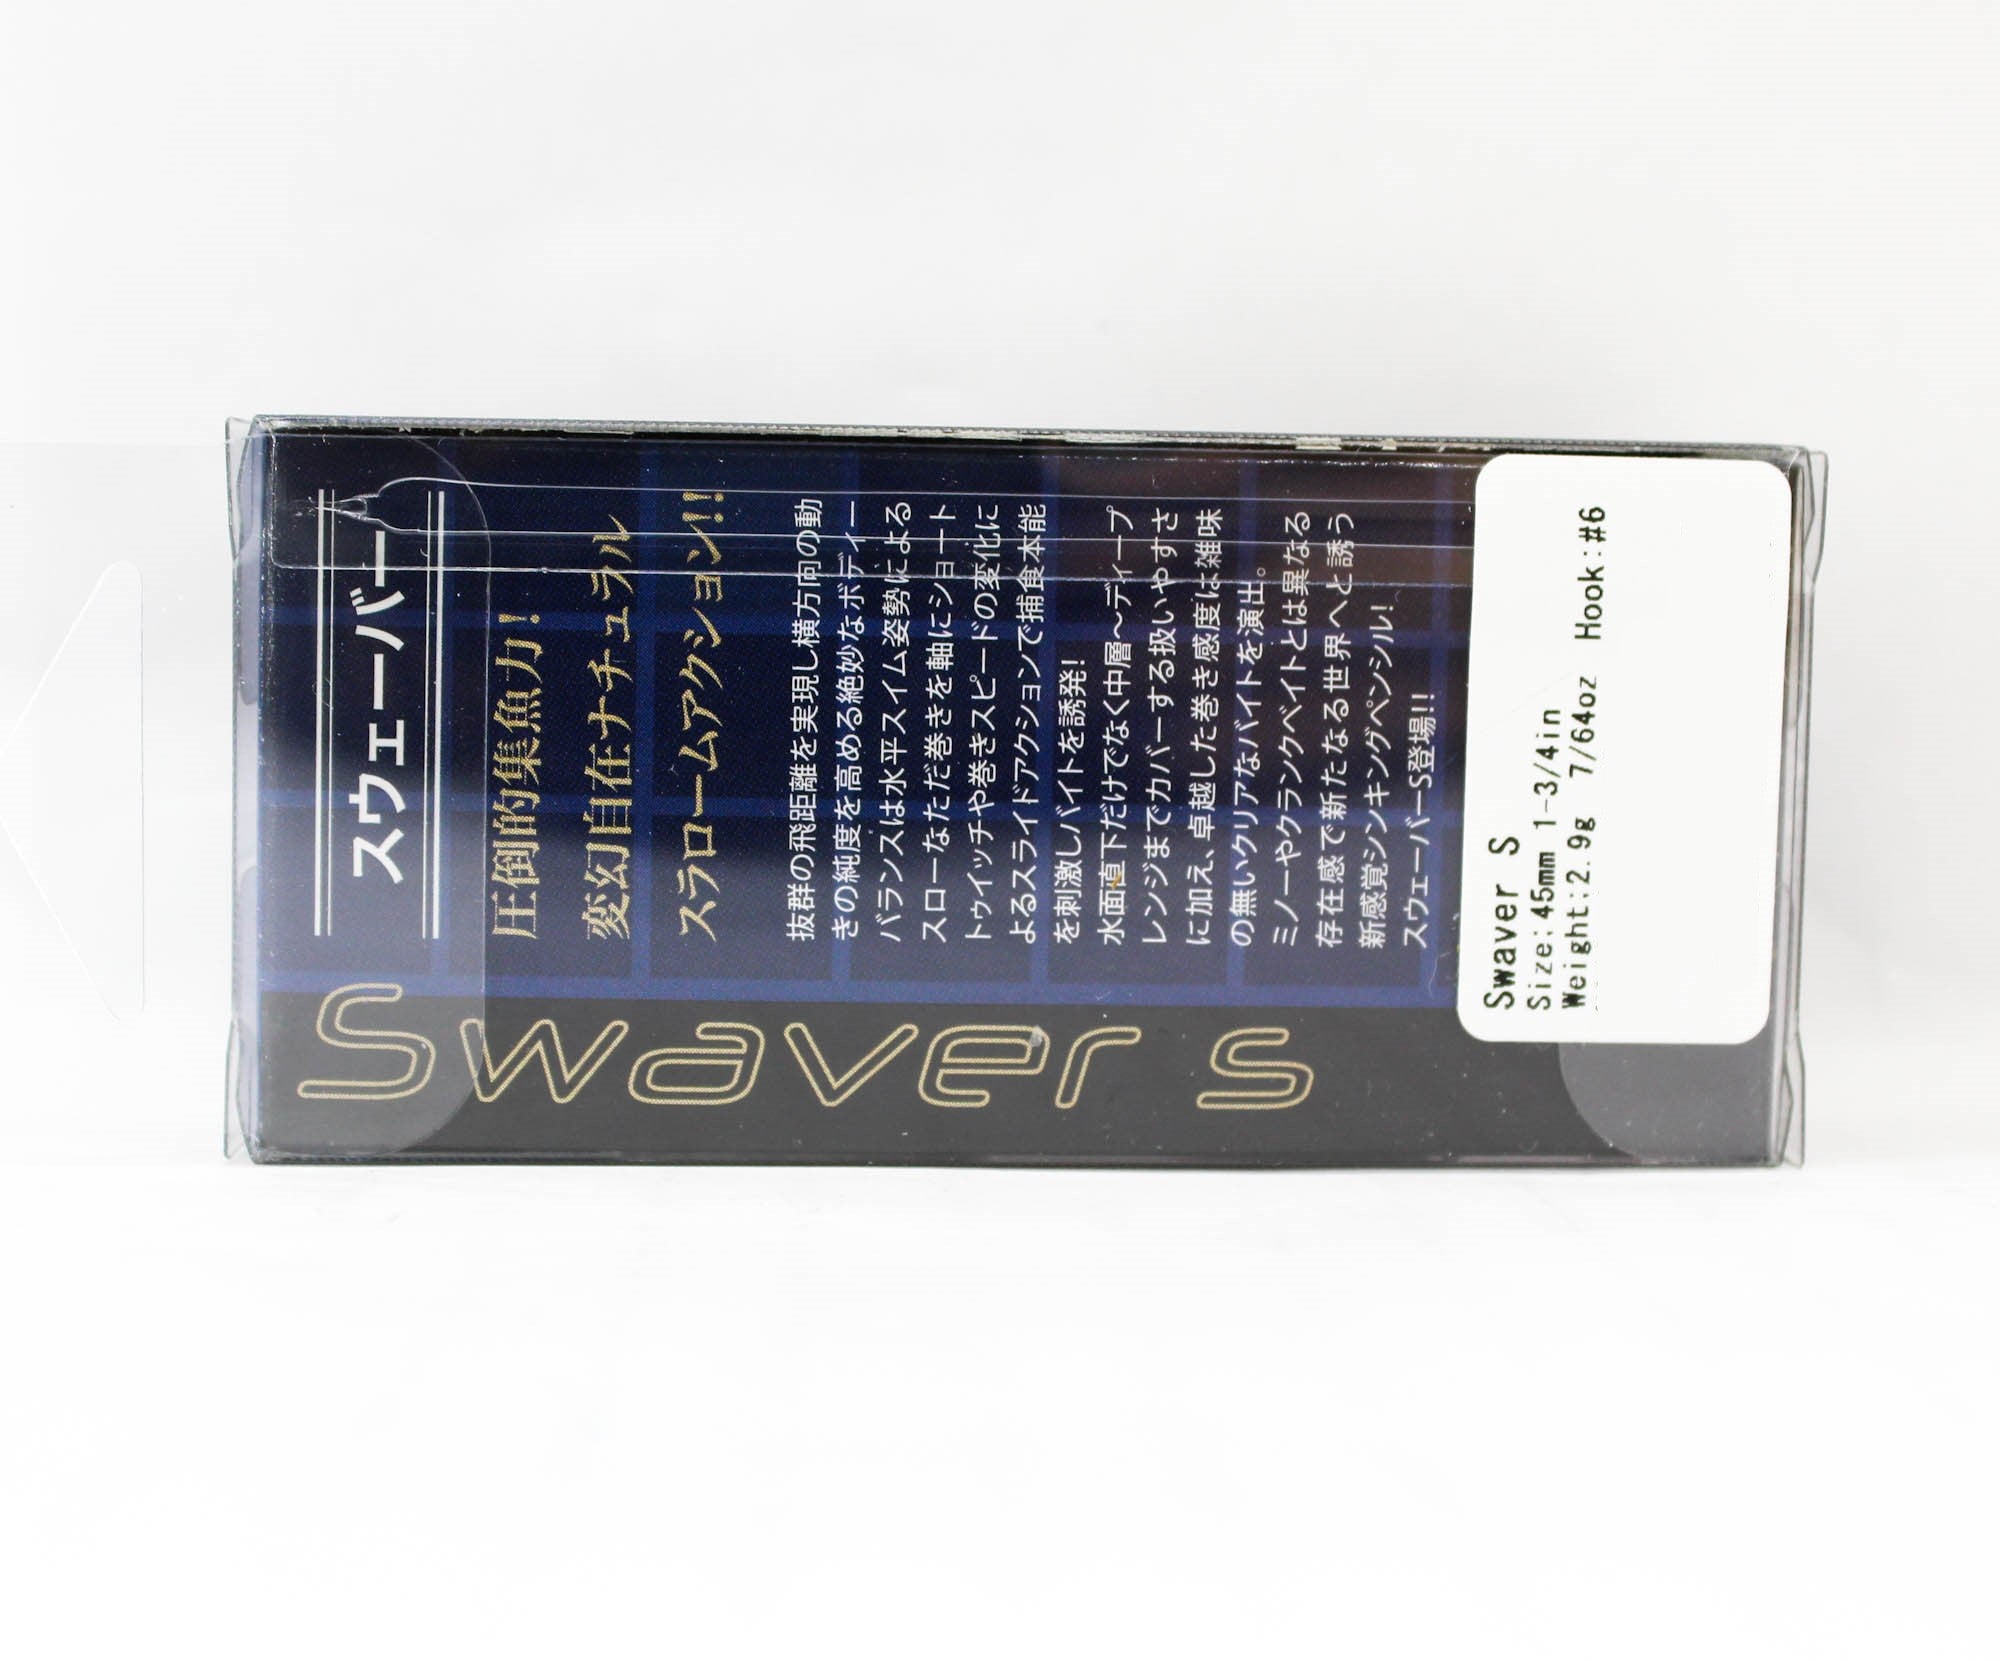 スウェーバー
圧倒的集魚力!
変幻自在ナチュラル
スラロームアクション!!
抜群の飛距離を実現し横方向の動
きの純度を高める絶妙なボディー
バランスは水平スイム姿勢による
スローなただ巻きを軸にショート
トゥイッチや巻きスピードの変化に
よるスライドアクションで捕食本能
を刺激しバイトを誘発!
水面直下だけでなく中層〜ディープ
レンジまでカバーする扱いやすさ
に加え、卓越した巻き感度は雑味
の無いクリアなバイトを演出。
ミノーやクランクベイトとは異なる
存在感で新たなる世界へと誘う
新感覚シンキングペンシル!
スウェーバーS登場!!
Swaver s
Swaver S
Size:45mm 1-3/4in
Weight:2.9g 7/64oz Hook:#6